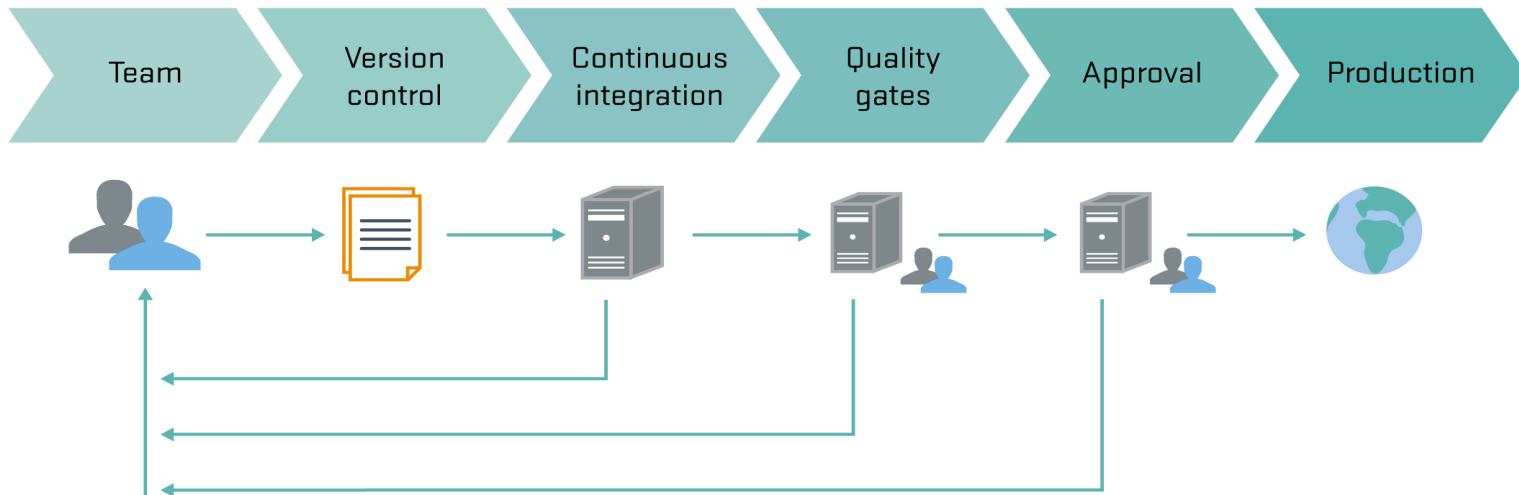 Team
Version
control
Continuous
integration
Quality
gates
Approval
Production